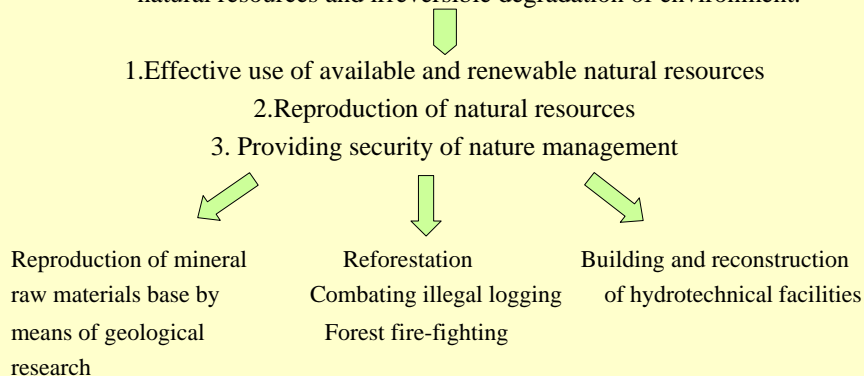 natural resources and irreversible degradation of environment.
1.Effective use of available and renewable natural resources
2.Reproduction of natural resources
3. Providing security of nature management
Reproduction of mineral
raw materials base by
means of geological
research
Reforestation
Combating illegal logging
Forest fire-fighting
Building and reconstruction
of hydrotechnical facilities